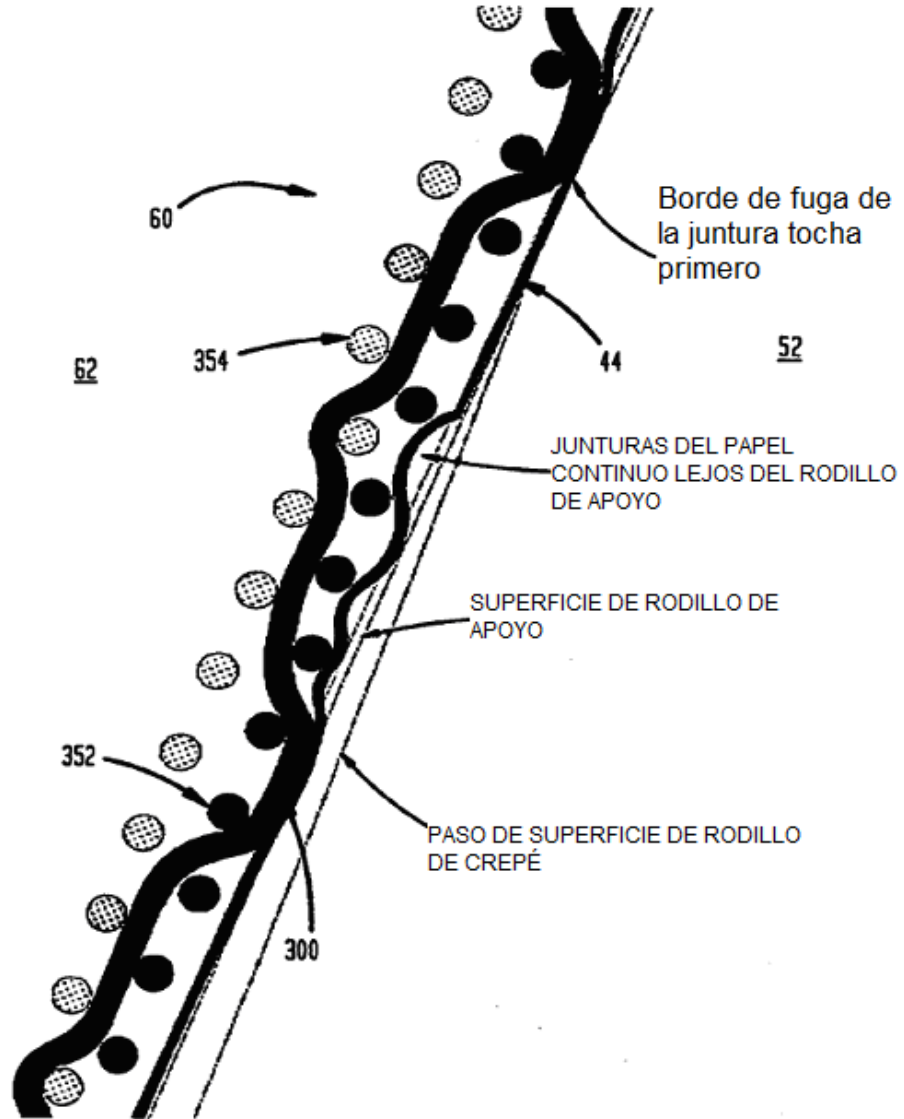 60
Borde de fuga de
la juntura tocha
primero
62
354
44
52
JUNTURAS DEL PAPEL
CONTINUO LEJOS DEL RODILLO
DE APOYO
SUPERFICIE DE RODILLO DE
APOYO
352
PASO DE SUPERFICIE DE RODILLO
DE CREPÉ
300